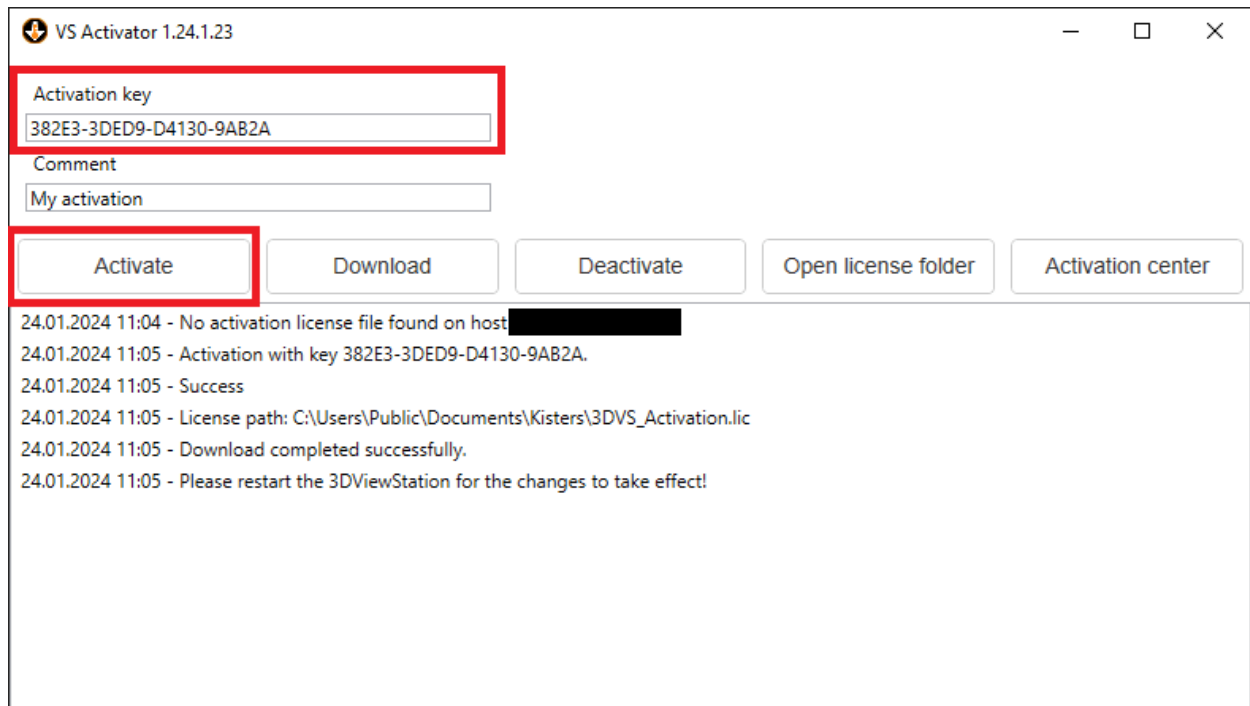 VS Activator 1.24.1.23
Activation key
382E3-3DED9-D4130-9AB2A
Comment
My activation
Activate Download Deactivate Open license folder Activation center
24.01.2024 11:04 - No activation license file found on host
24.01.2024 11:05 - Activation with key 382E3-3DED9-D4130-9AB2A.
24.01.2024 11:05 - Success
24.01.2024 11:05 - License path: C:\Users\Public\Documents\Kisters\3DVS_Activation.lic
24.01.2024 11:05 - Download completed successfully.
24.01.2024 11:05 - Please restart the 3DViewStation for the changes to take effect!